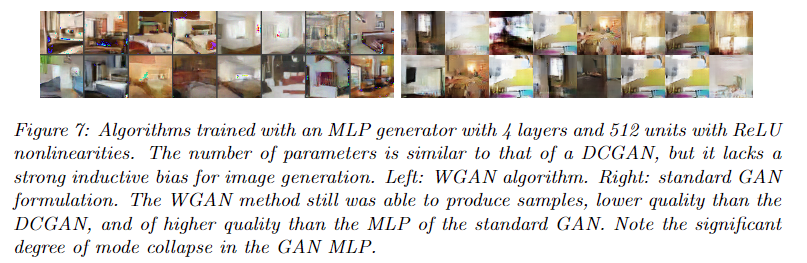 Figure 7: Algorithms trained with an MLP generator with 4 layers and 512 units with ReLU
nonlinearities. The number of parameters is similar to that of a DCGAN, but it lacks a
strong inductive bias for image generation. Left: WGAN algorithm. Right: standard GAN
formulation. The WGAN method still was able to produce samples, lower quality than the
DCGAN, and of higher quality than the MLP of the standard GAN. Note the significant
degree of mode collapse in the GAN MLP.